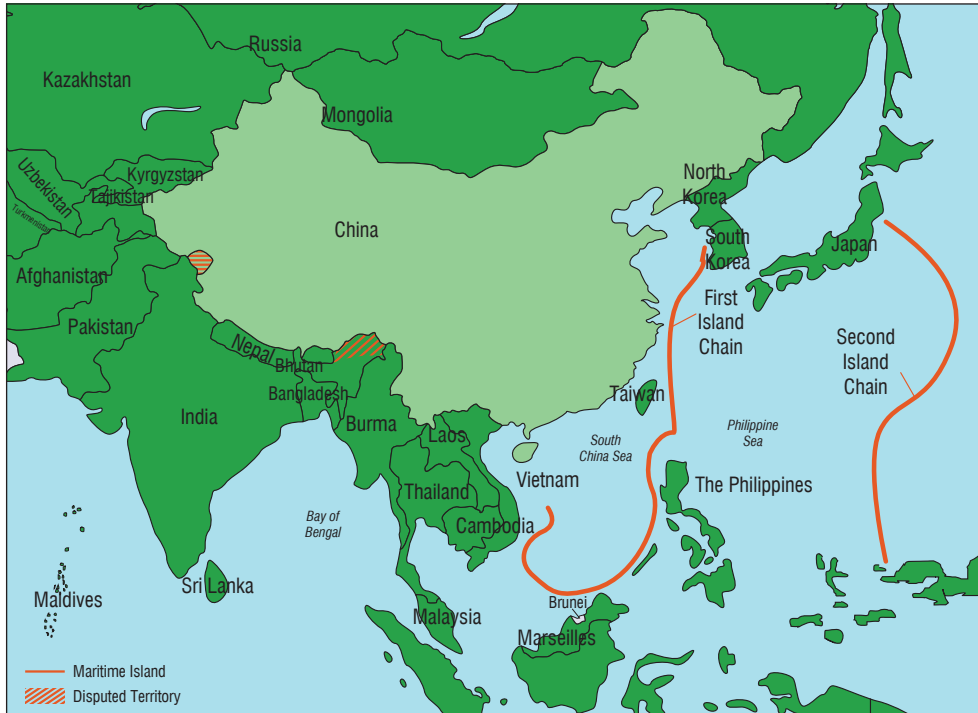 Russia
Kazakhstan
Mongolia
Uzbekistan
Kyrgyzstan
Tajikistan
Turkmenistan
North
Korea
China
South
Korea
Japan
Afghanistan
First
Island
Chain
Pakistan
Second
Island
Chain
Nepal
Bhutan
Bangladesh
Taiwan
India
Burma
Laos
South
China Sea
Philippine
Sea
Vietnam
Thailand
The Philippines
Bay of
Bengal
Cambodia
Sri Lanka
Maldives
Brunei
Malaysia
Marseilles
Maritime Island
Disputed Territory